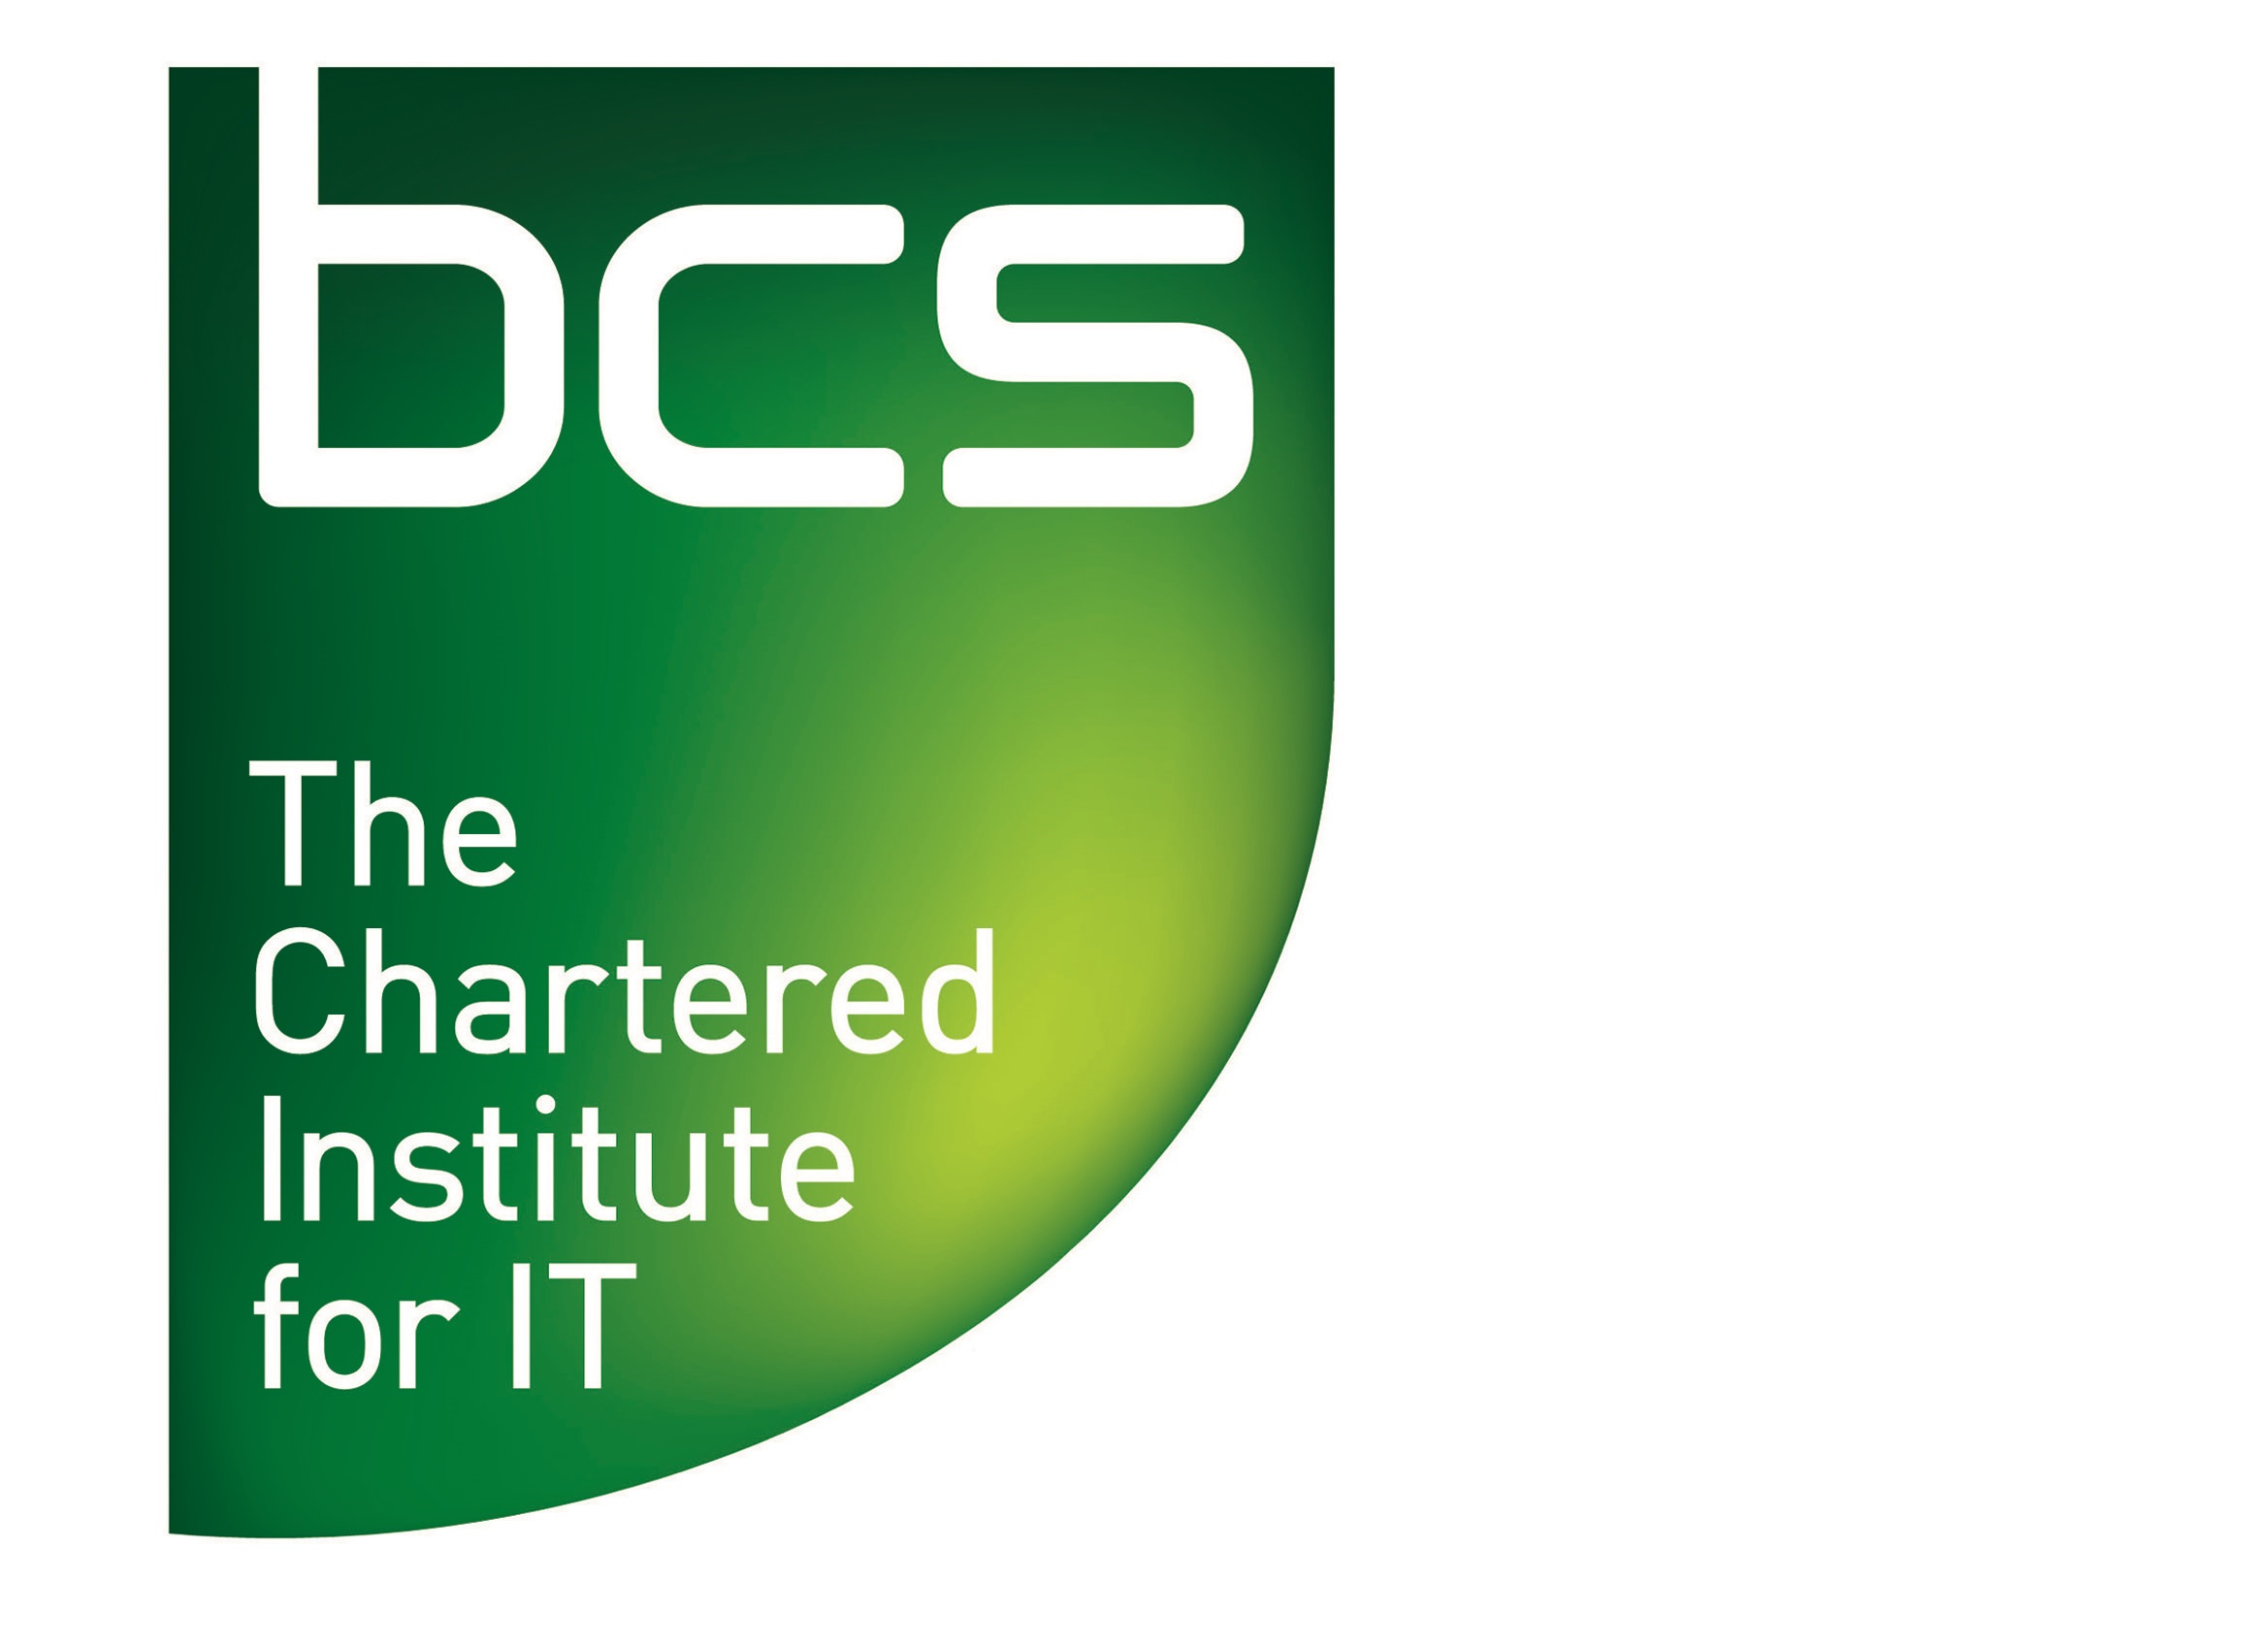 bcs
The
Chartered
Institute
for IT